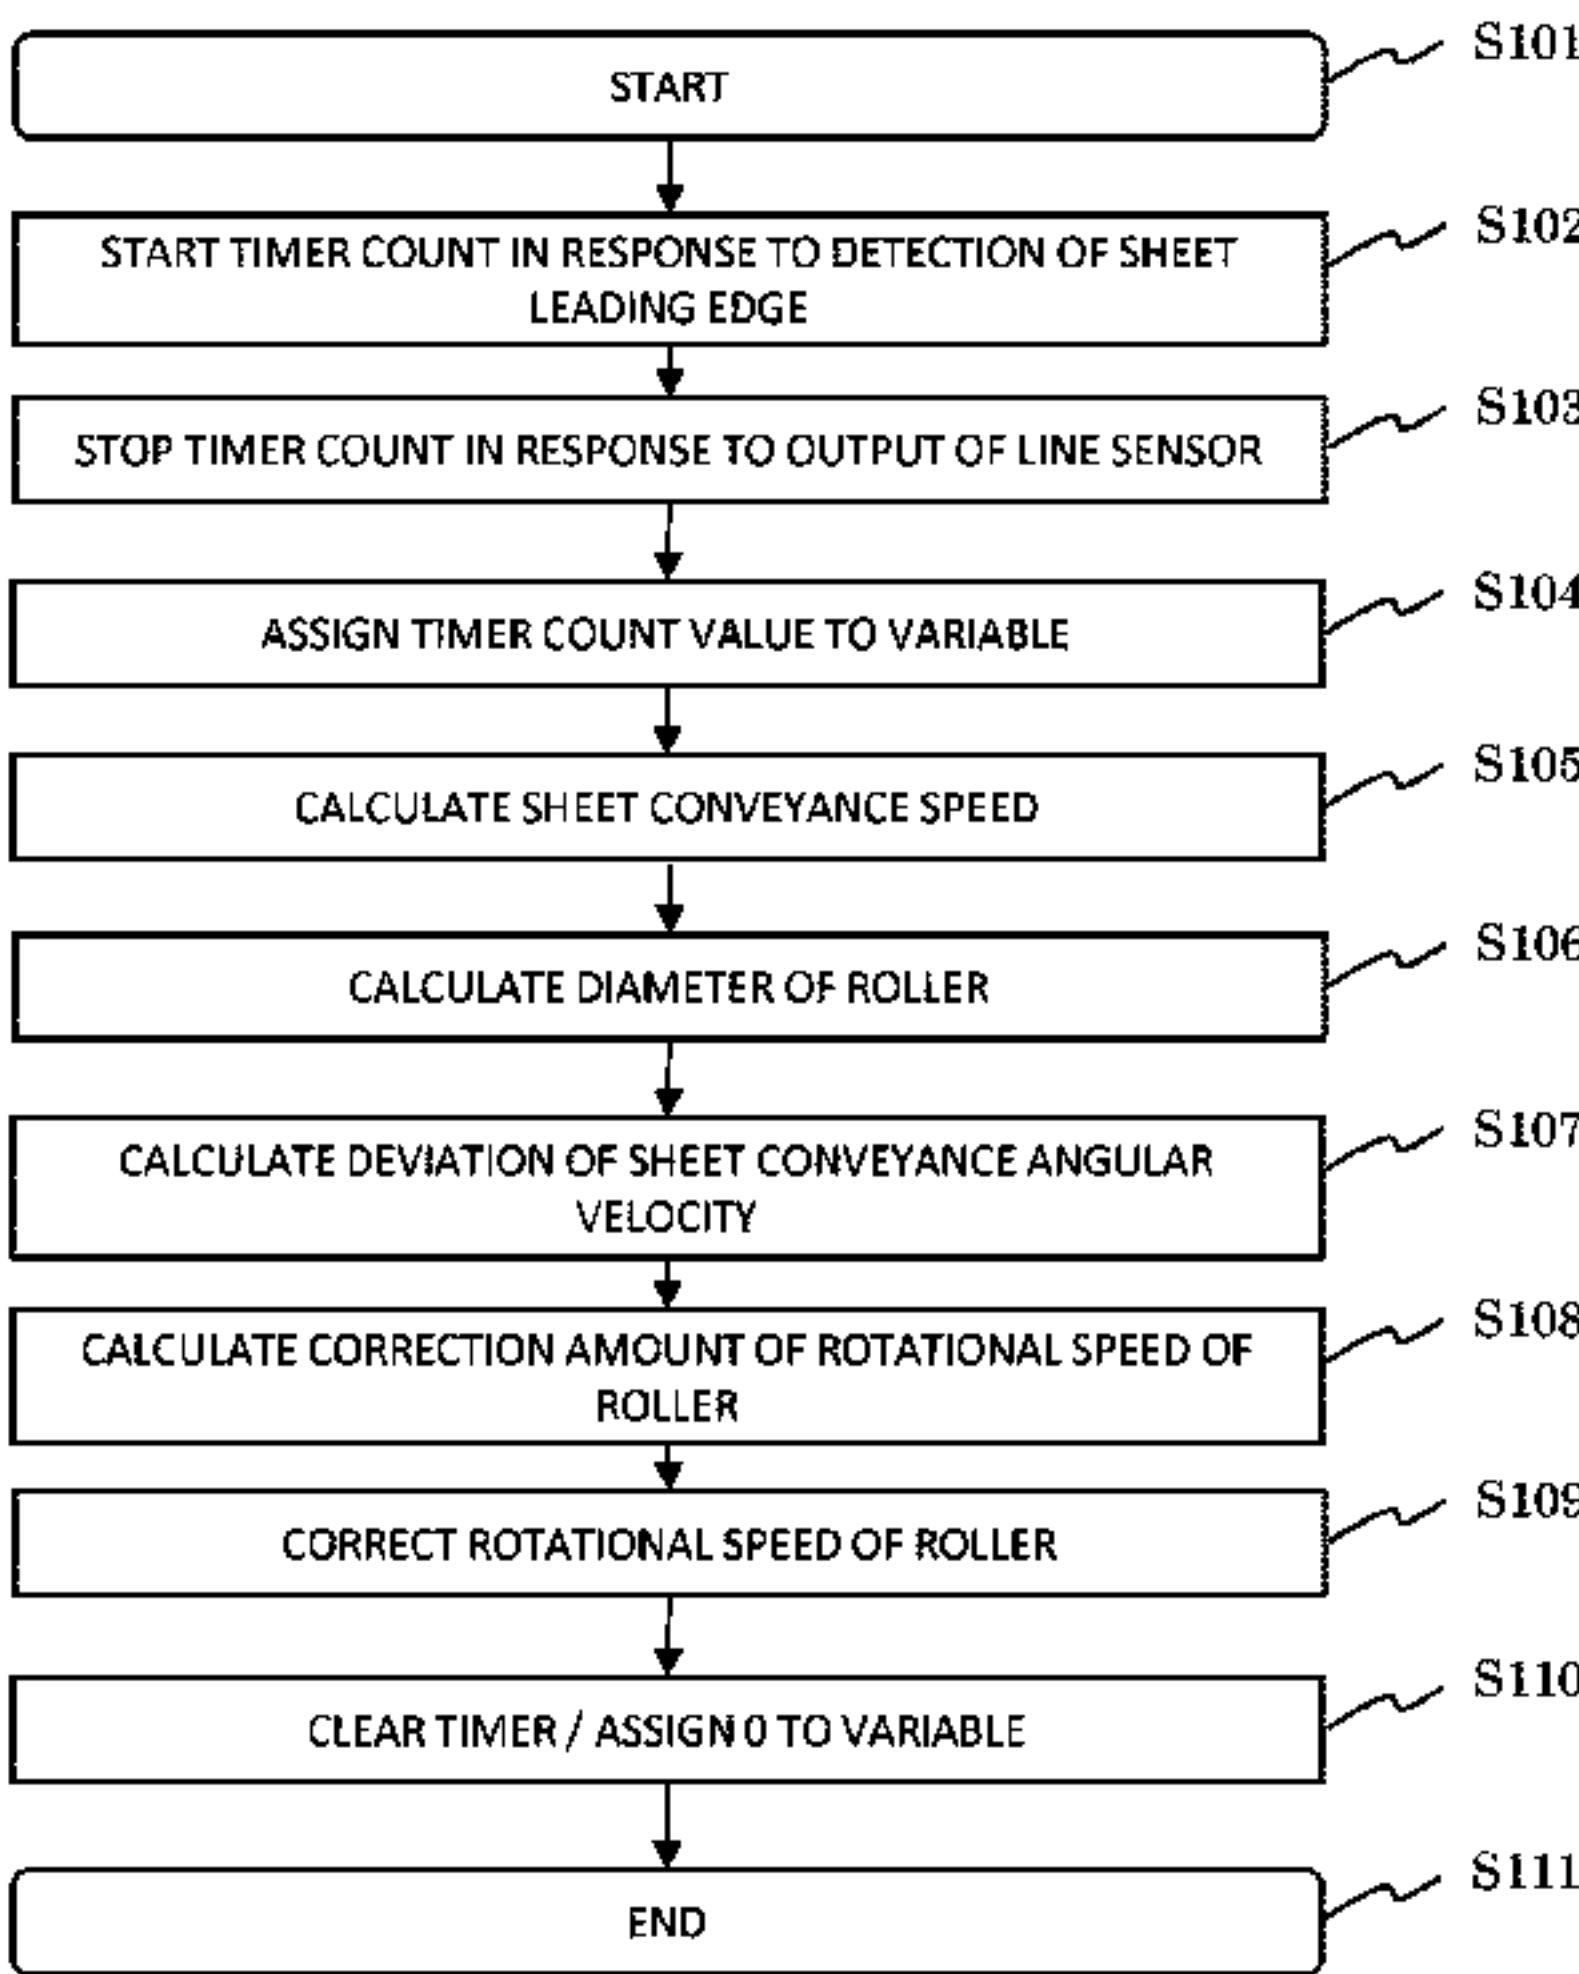 START
S101
START TIMER COUNT IN RESPONSE TO DETECTION OF SHEET
LEADING EDGE
S102
STOP TIMER COUNT IN RESPONSE TO OUTPUT OF LINE SENSOR
S103
ASSIGN TIMER COUNT VALUE TO VARIABLE
S104
CALCULATE SHEET CONVEYANCE SPEED
S105
CALCULATE DIAMETER OF ROLLER
S106
CALCULATE DEVIATION OF SHEET CONVEYANCE ANGULAR
VELOCITY
S107
CALCULATE CORRECTION AMOUNT OF ROTATIONAL SPEED OF
ROLLER
S108
CORRECT ROTATIONAL SPEED OF ROLLER
S109
CLEAR TIMER / ASSIGN 0 TO VARIABLE
S110
END
S111